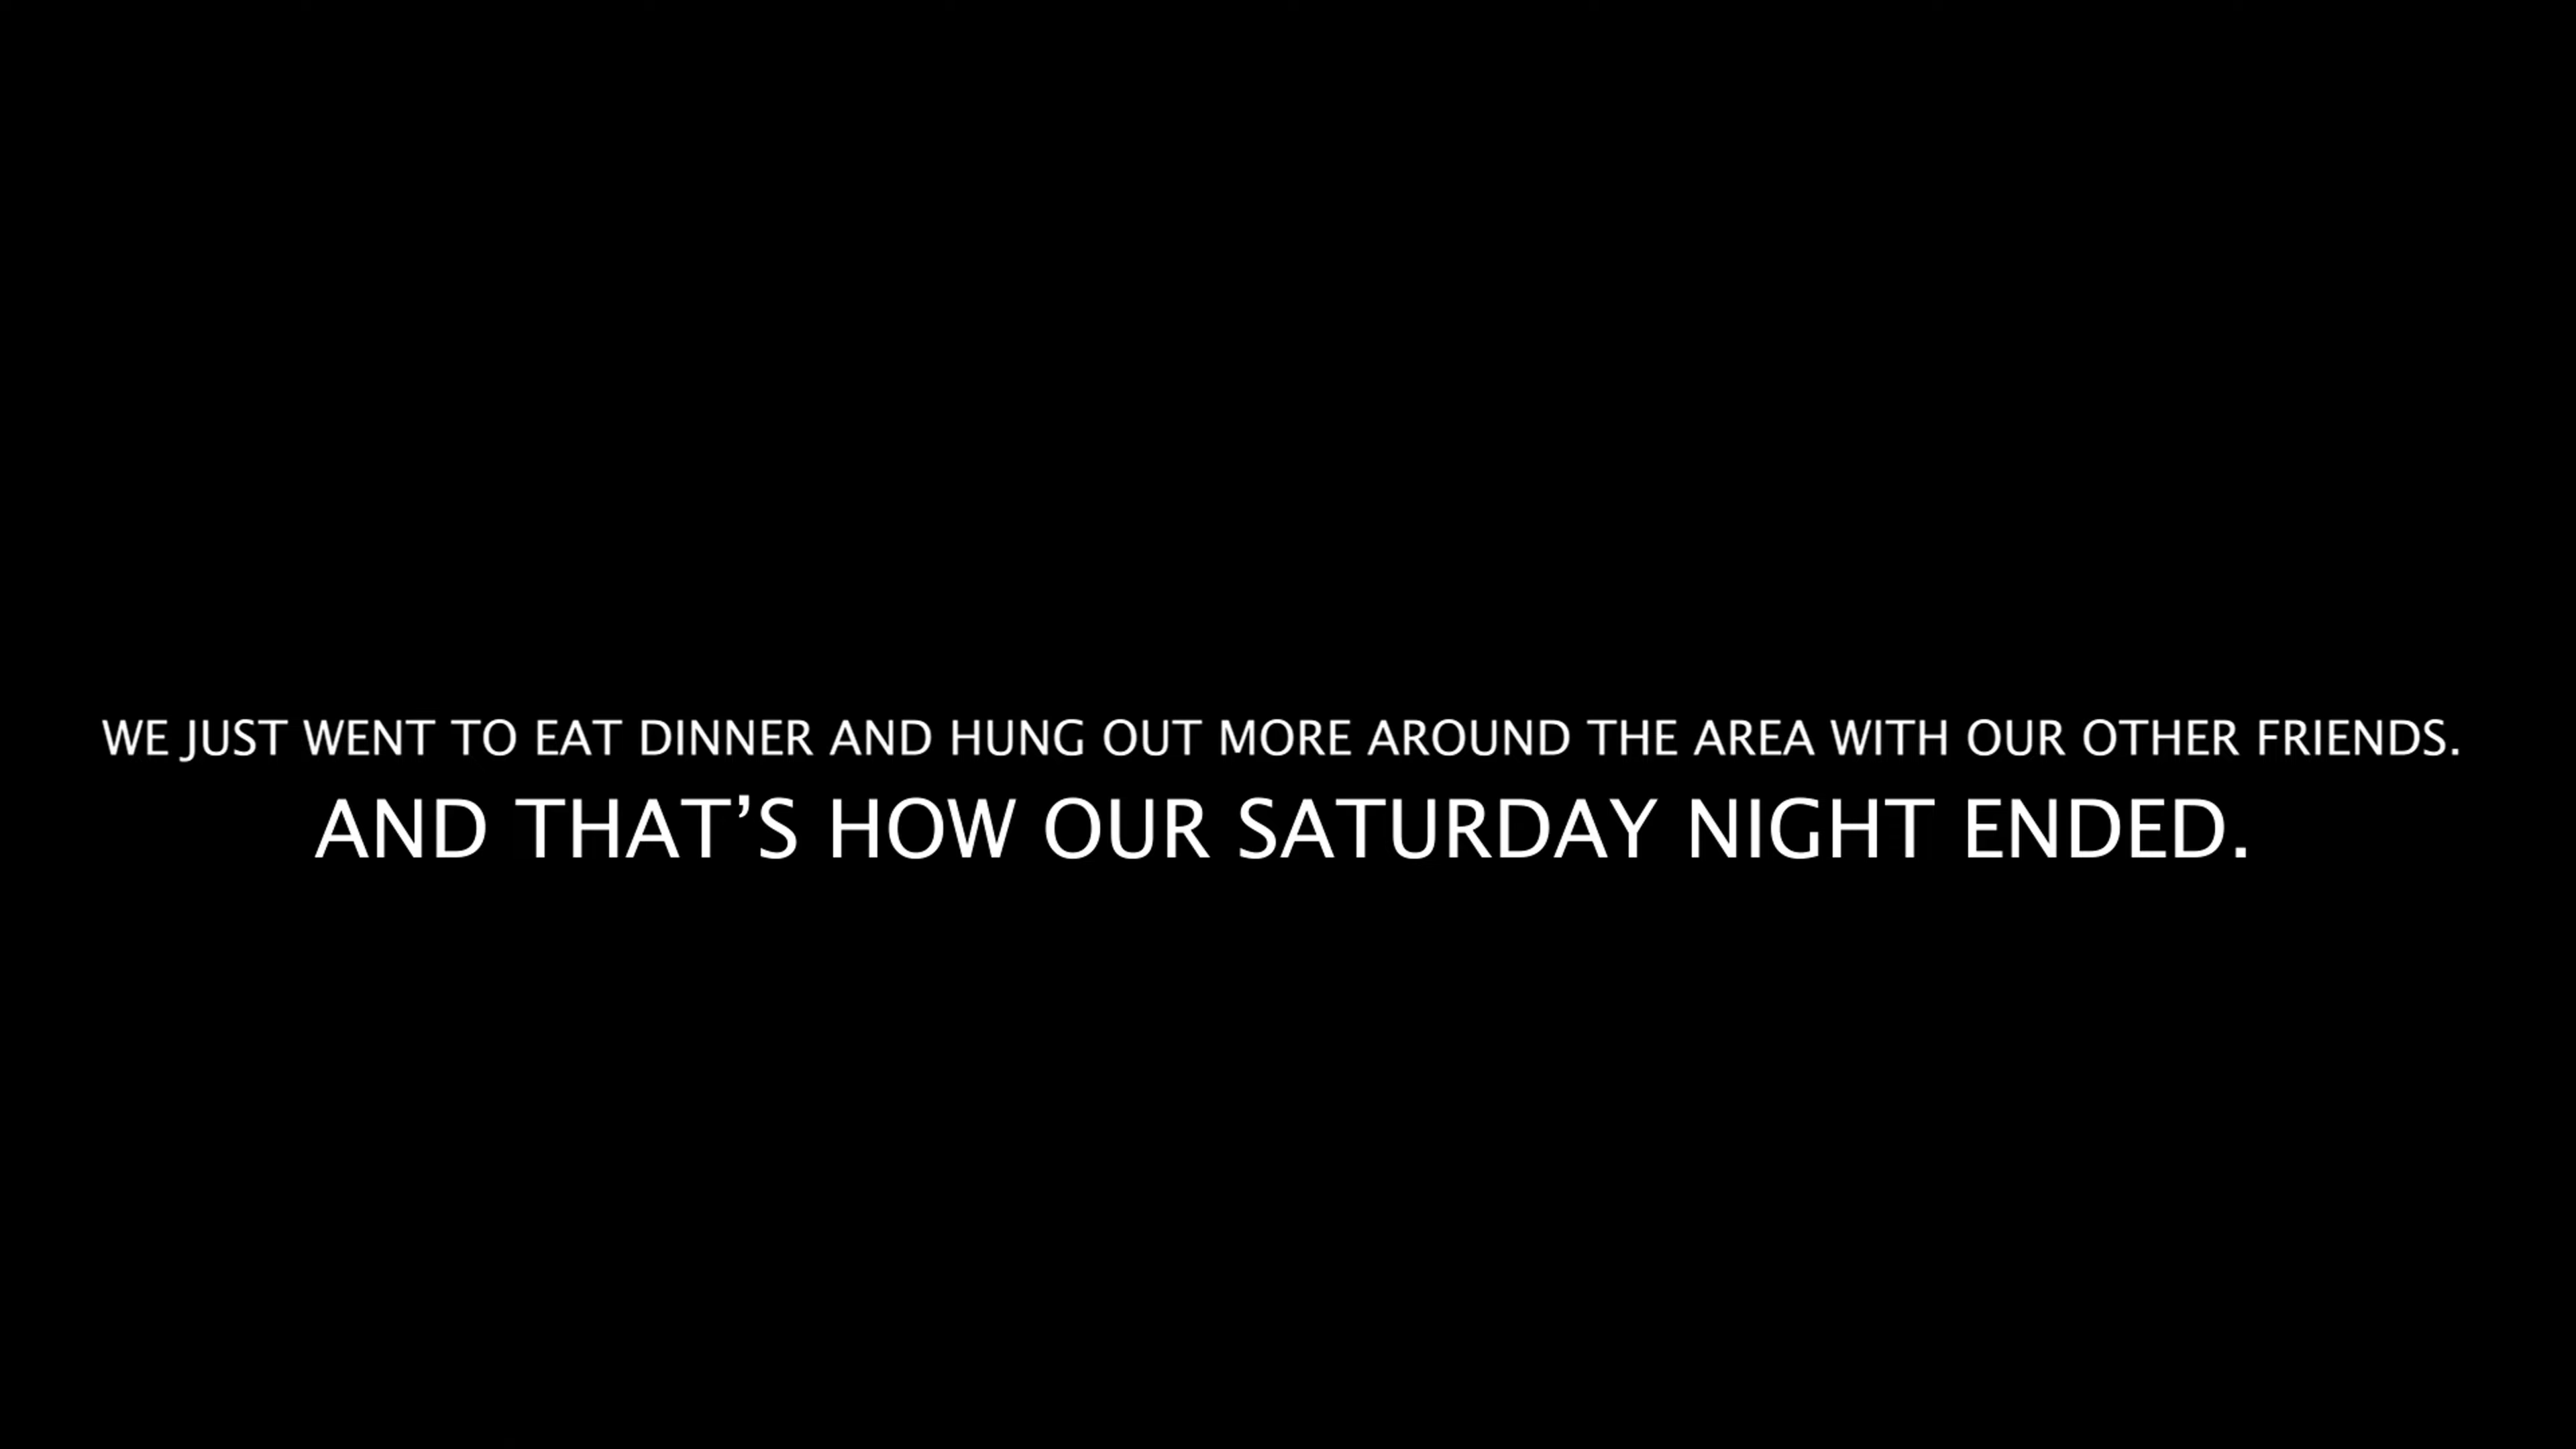 WE JUST WENT TO EAT DINNER AND HUNG OUT MORE AROUND THE AREA WITH OUR OTHER FRIENDS.
AND THAT’S HOW OUR SATURDAY NIGHT ENDED.